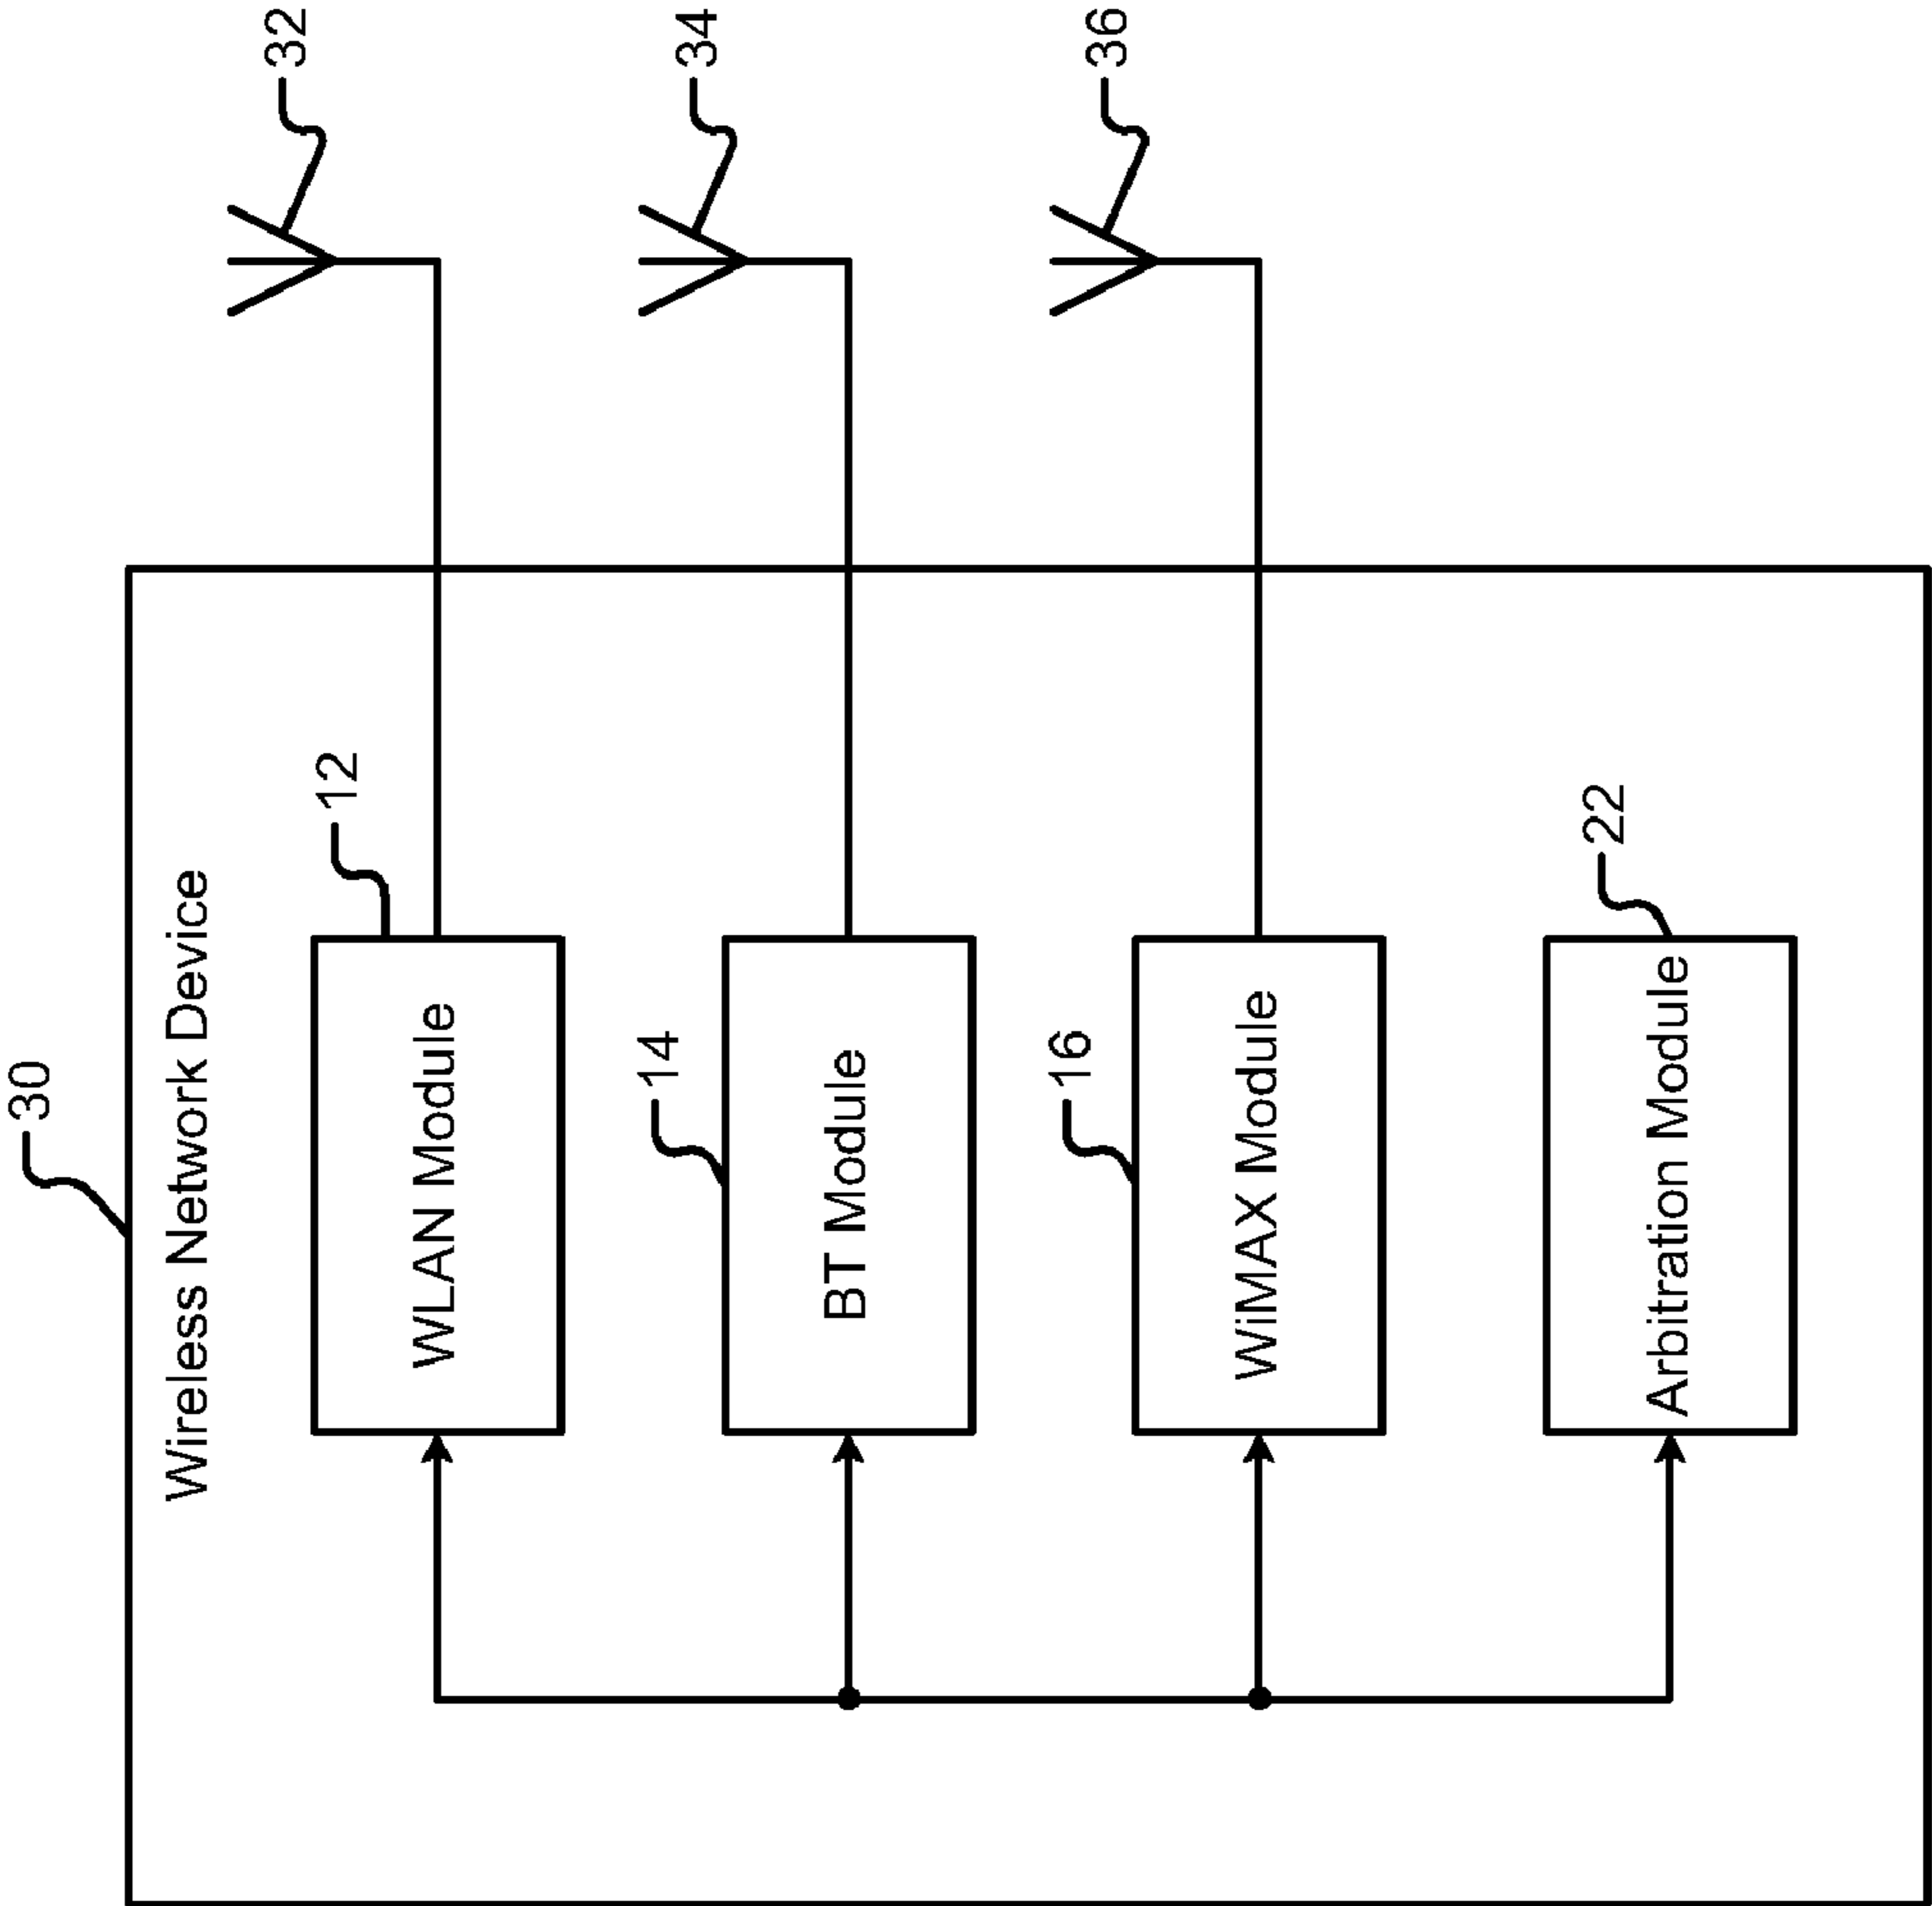 30
Wireless Network Device
32
12
WLAN Module
34
14
BT Module
36
16
WiMAX Module
22
Arbitration Module